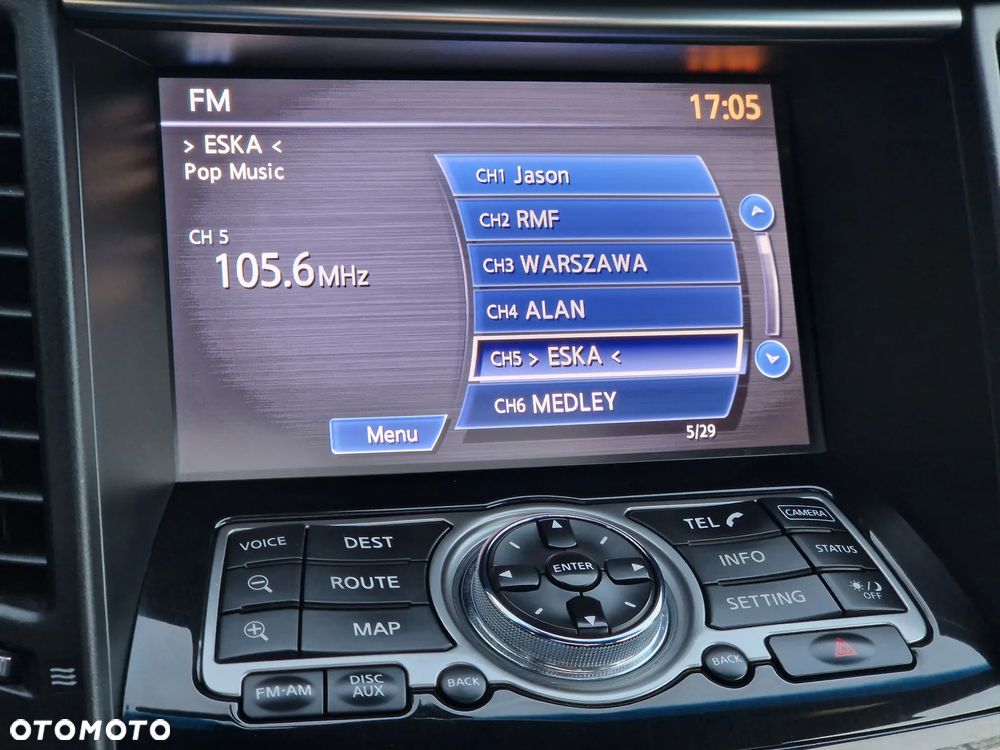 FM
17:05
> ESKA <
Pop Music
CH 5
105.6MHz
CH1 Jason
CH2 RMF
CH3 WARSZAWA
CH4 ALAN
CH5 > ESKA <
CH6 MEDLEY
Menu
5/29
VOICE
DEST
ROUTE
MAP
FM·AM
DISC
AUX
BACK
ENTER
TEL
CAMERA
INFO
STATUS
SETTING
OFF
BACK
OTOMOTO